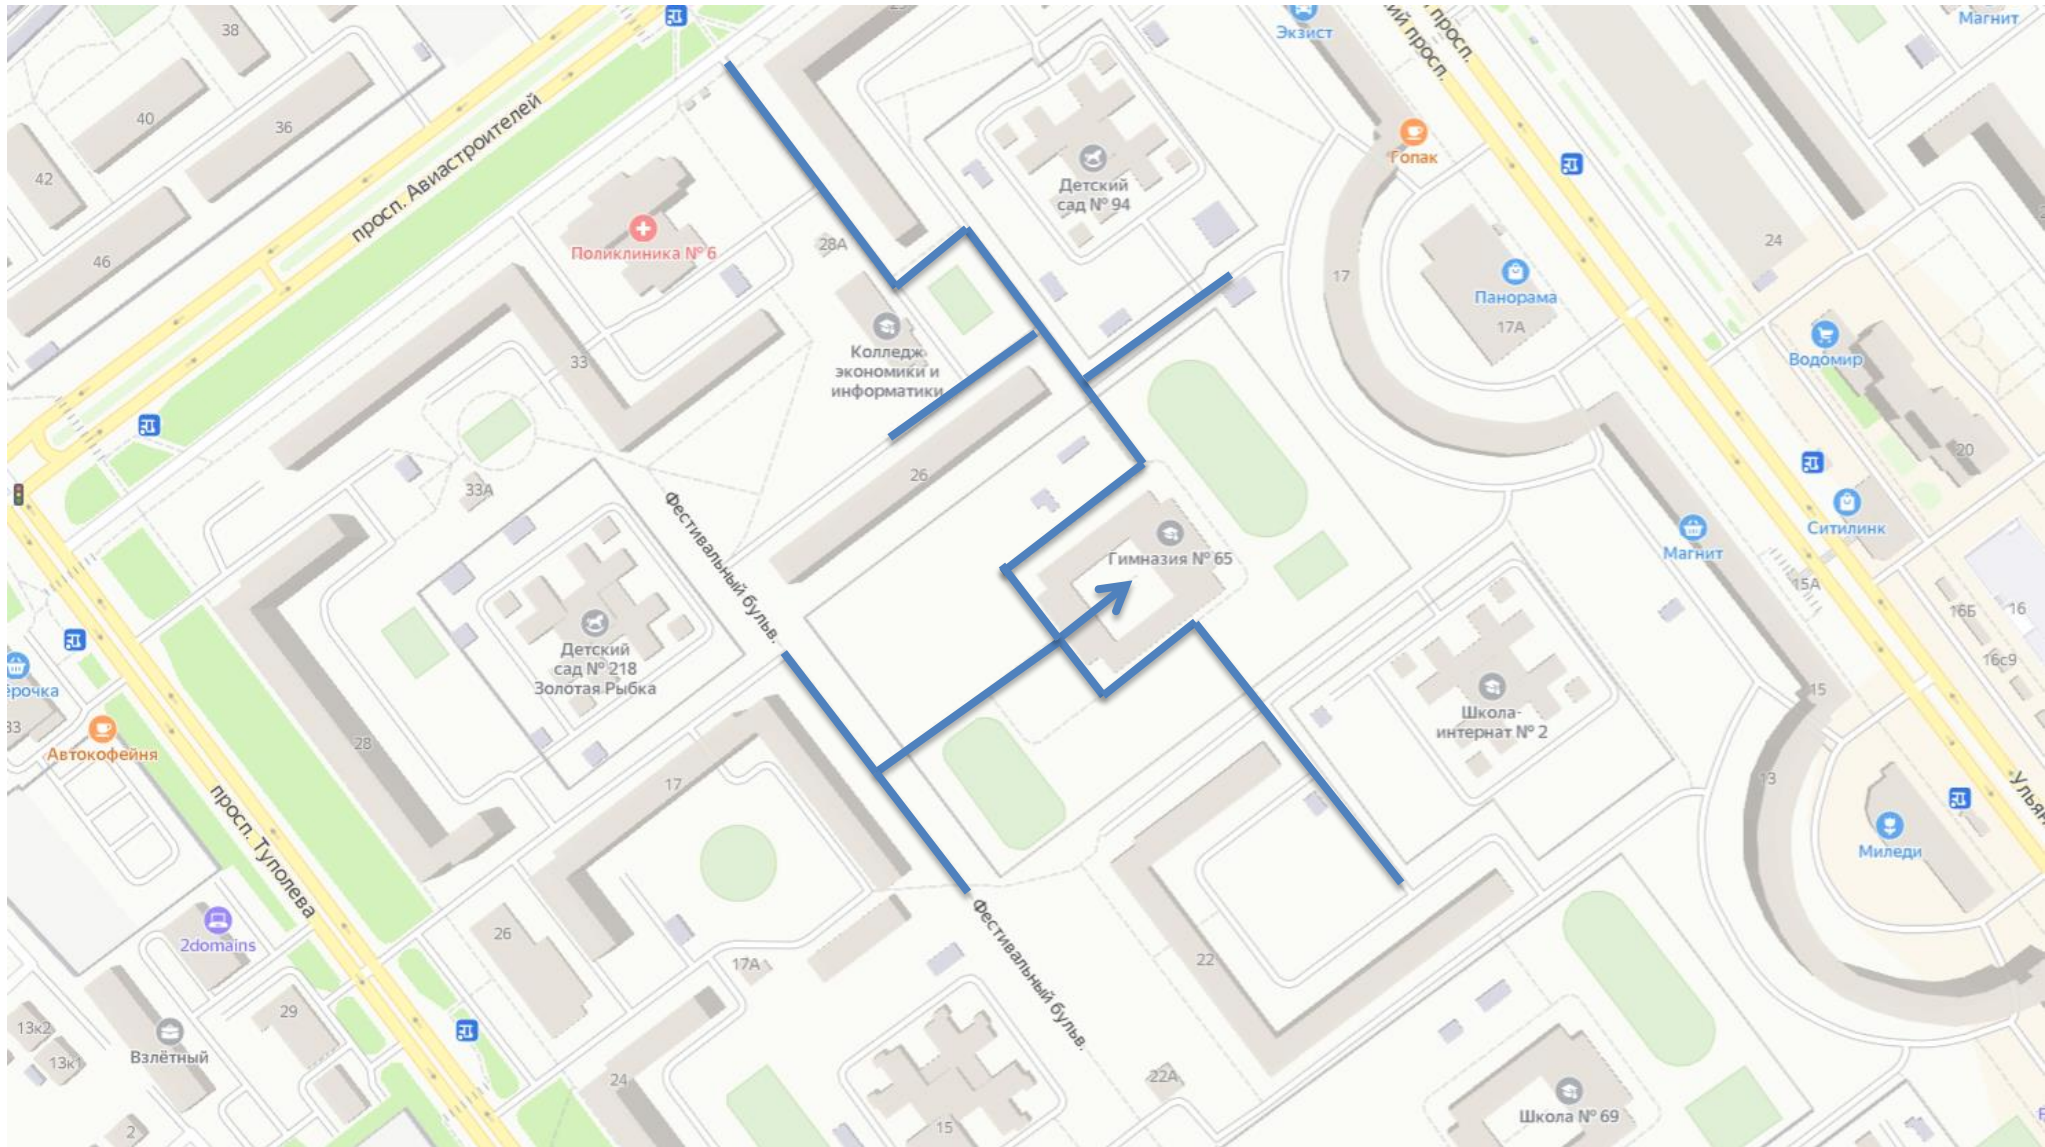 38
40
36
42
46
просп. Авиастроителей
Поликлиника № 6
28А
Детский
сад № 94
Экзист
Магнит
Гопак
17
Панорама
17А
24
Водомир
20
Ситилинк
Магнит
15А
16Б
16
16с9
33
33А
Колледж
экономики и
информатики
26
Фестивальный бульв.
Гимназия № 65
Детский
сад № 218
Золотая Рыбка
Школа-
интернат № 2
15
13
Миледи
33
Автокофейня
28
17
просп. Туполева
2domains
26
17А
Фестивальный бульв.
22
29
13к2
13к1
Взлётный
24
2
15
22А
Школа № 69